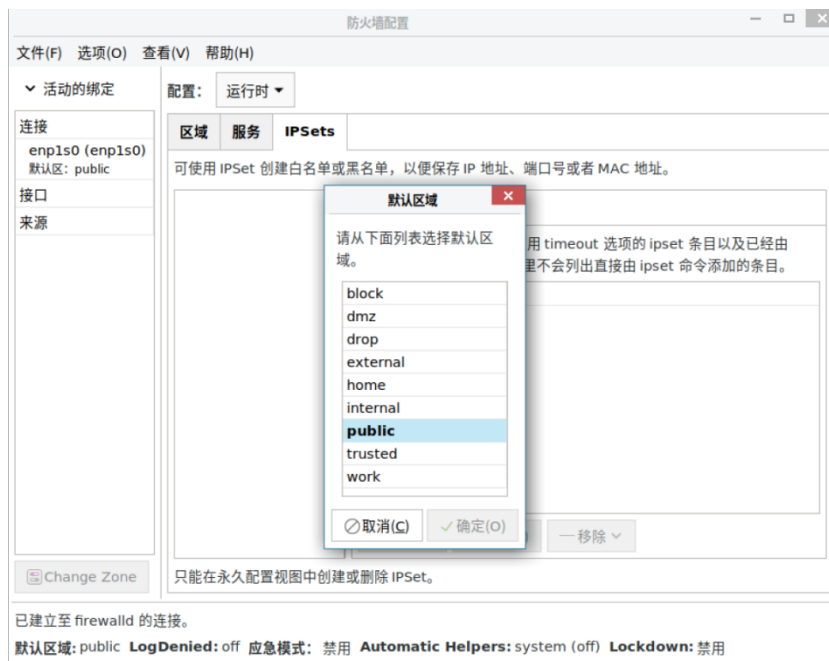 防火墙配置
文件(F) 选项(O) 查看(V) 帮助(H)
活动的绑定
配置： 运行时
连接
enp1s0 (enp1s0)
默认区：public
接口
来源
区域 服务 IPSets
可使用 IPSet 创建白名单或黑名单，以便保存 IP 地址、端口号或者 MAC 地址。
默认区域
请从下面列表选择默认区
域。
用 timeout 选项的 ipset 条目以及已经由
里不会列出直接由 ipset 命令添加的条目。
block
dmz
drop
external
home
internal
public
trusted
work
取消(C) 确定(O)
移除
Change Zone
只能在永久配置视图中创建或删除 IPSet。
已建立至 firewalld 的连接。
默认区域: public LogDenied: off 应急模式： 禁用 Automatic Helpers: system (off) Lockdown: 禁用